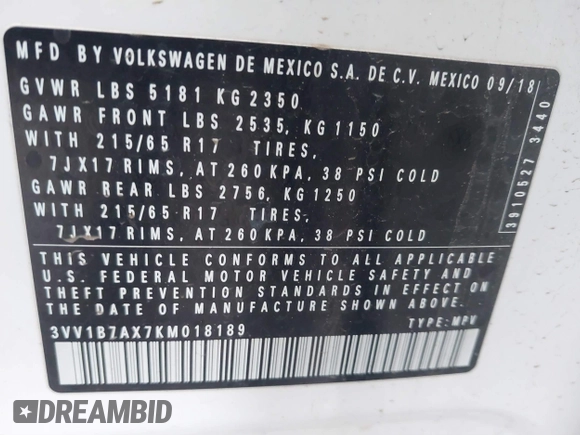 MFD BY VOLKSWAGEN DE MEXICO S.A. DE C.V. MEXICO 09/18
GVWR LBS 5181 KG 2350
GAWR FRONT LBS 2535, KG 1150
WITH 215/65 R17 TIRES,
7JX17 RIMS, AT 260 KPA, 38 PSI COLD
GAWR REAR LBS 2756, KG 1250
WITH 215/65 R17 TIRES,
7JX17 RIMS, AT 260 KPA, 38 PSI COLD
THIS VEHICLE CONFORMS TO ALL APPLICABLE
U.S. FEDERAL MOTOR VEHICLE SAFETY AND
THEFT PREVENTION STANDARDS IN EFFECT ON
THE DATE OF MANUFACTURE SHOWN ABOVE.
3VV1B7AX7KM018189 TYPE: MPV
3910527 3440
DREAMBID